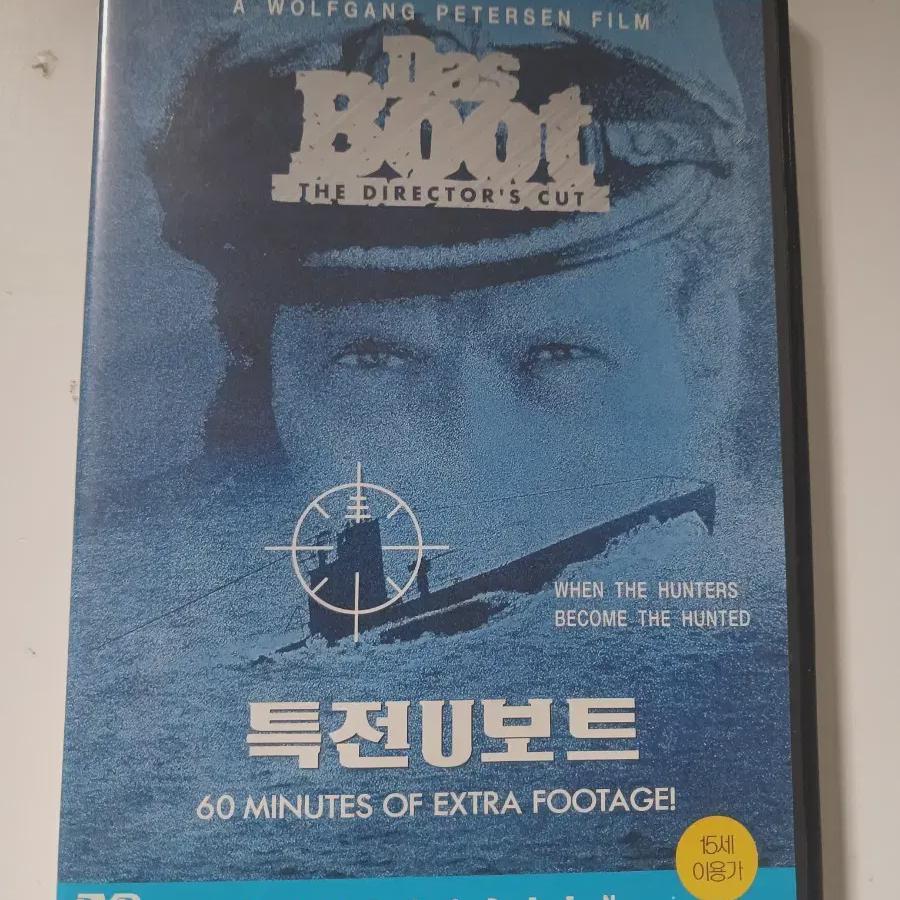 A WOLFGANG PETERSEN FILM
Das
Boot
THE DIRECTOR'S CUT
WHEN THE HUNTERS
BECOME THE HUNTED
특전U보트
60 MINUTES OF EXTRA FOOTAGE!
15세
이용가